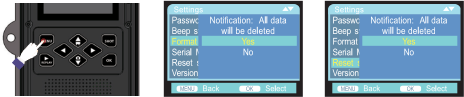 MENU
SHOT
REPLAY
OK
Settings
Passwc Notification: All data
Beep s will be deleted
Format Yes
Serial N No
Reset s
Version
MENU Back OK Select
Settings
Passwc Notification: All data
Beep s will be deleted
Format Yes
Serial N No
Reset s
Version
MENU Back OK Select